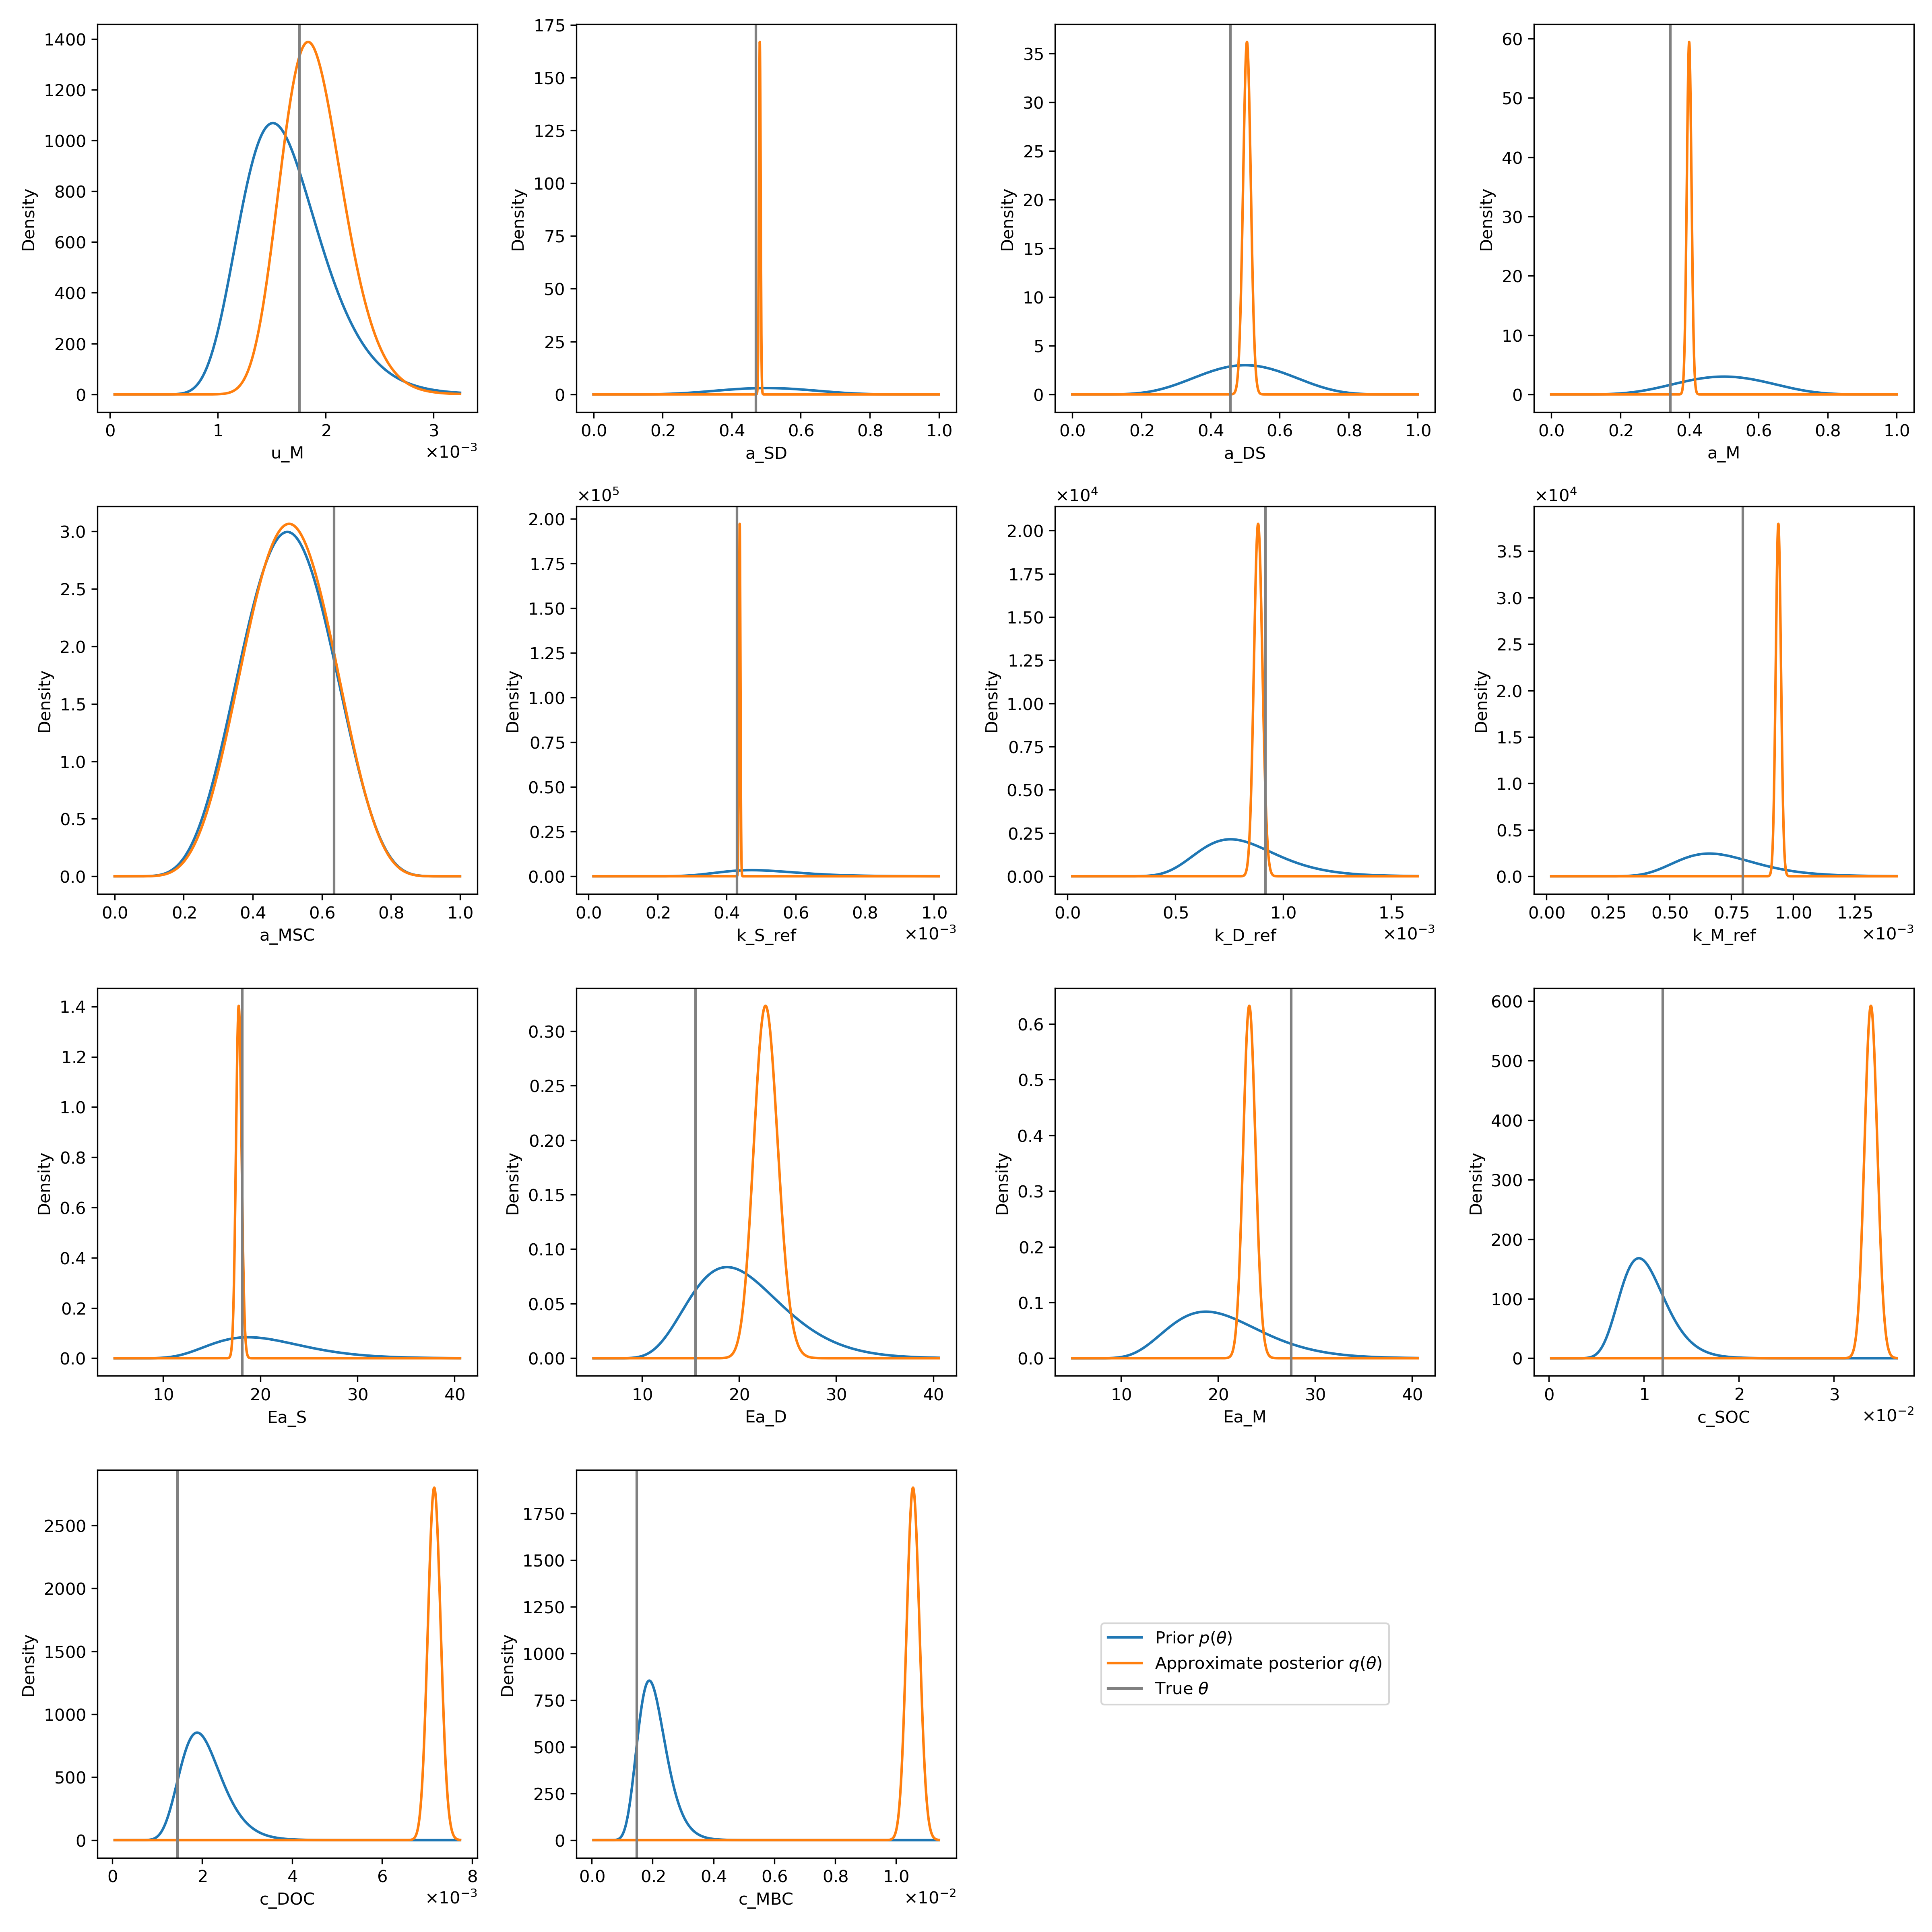 1400
1200
1000
800
600
400
200
0
Density
0 1 2 3
×10⁻³
u_M
175
150
125
100
75
50
25
0
Density
0.0 0.2 0.4 0.6 0.8 1.0
a_SD
35
30
25
20
15
10
5
0
Density
0.0 0.2 0.4 0.6 0.8 1.0
a_DS
60
50
40
30
20
10
0
Density
0.0 0.2 0.4 0.6 0.8 1.0
a_M
3.0
2.5
2.0
1.5
1.0
0.5
0.0
Density
0.0 0.2 0.4 0.6 0.8 1.0
a_MSC
×10⁵
2.00
1.75
1.50
1.25
1.00
0.75
0.50
0.25
0.00
Density
0.0 0.2 0.4 0.6 0.8 1.0
×10⁻³
k_S_ref
×10⁴
2.00
1.75
1.50
1.25
1.00
0.75
0.50
0.25
0.00
Density
0.0 0.5 1.0 1.5
×10⁻³
k_D_ref
×10⁴
3.5
3.0
2.5
2.0
1.5
1.0
0.5
0.0
Density
0.00 0.25 0.50 0.75 1.00 1.25
×10⁻³
k_M_ref
1.4
1.2
1.0
0.8
0.6
0.4
0.2
0.0
Density
10 20 30 40
Ea_S
0.30
0.25
0.20
0.15
0.10
0.05
0.00
Density
10 20 30 40
Ea_D
0.6
0.5
0.4
0.3
0.2
0.1
0.0
Density
10 20 30 40
Ea_M
600
500
400
300
200
100
0
Density
0 1 2 3
×10⁻²
c_SOC
2500
2000
1500
1000
500
0
Density
0 2 4 6 8
×10⁻³
c_DOC
1750
1500
1250
1000
750
500
250
0
Density
0.0 0.2 0.4 0.6 0.8 1.0
×10⁻²
c_MBC
Prior p(θ)
Approximate posterior q(θ)
True θ